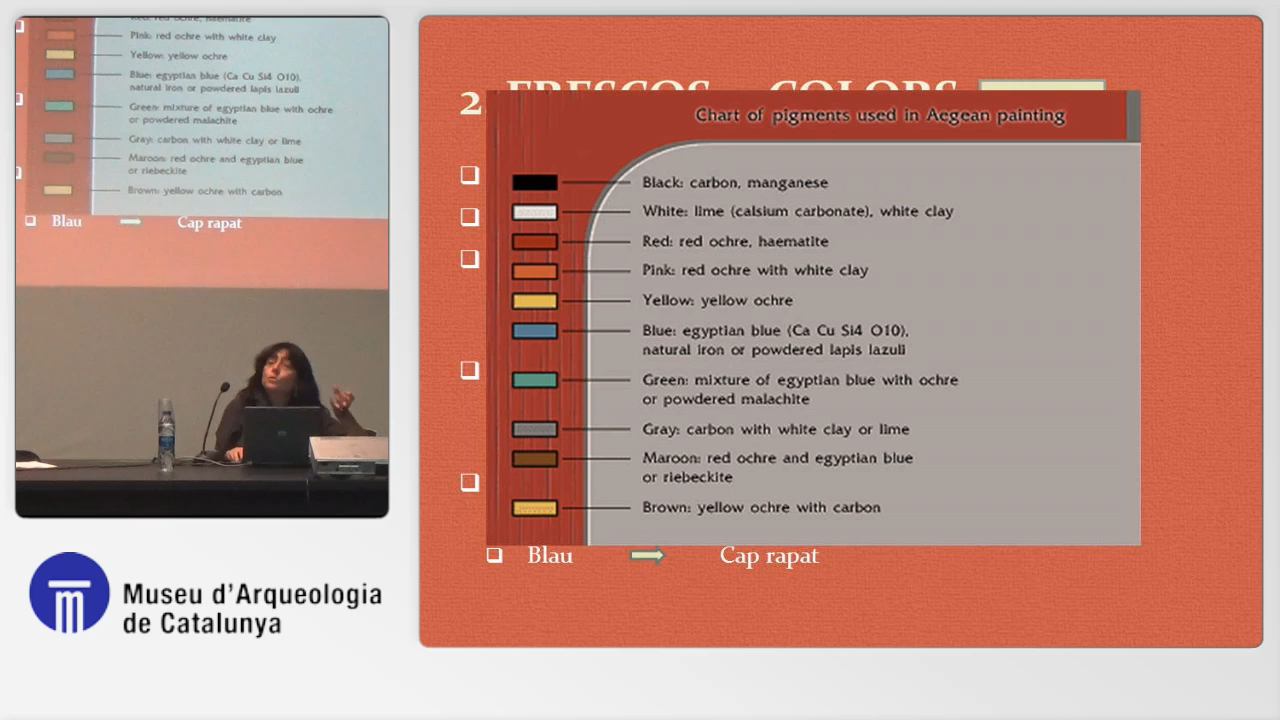 Red: red ochre, haematite
Pink: red ochre with white clay
Yellow: yellow ochre
Blue: egyptian blue (Ca Cu Si4 O10),
natural iron or powdered lapis lazuli
Green: mixture of egyptian blue with ochre
or powdered malachite
Gray: carbon with white clay or lime
Maroon: red ochre and egyptian blue
or riebeckite
Brown: yellow ochre with carbon
Blau Cap rapat
Museu d'Arqueologia
de Catalunya
2 FRESCOS COLORS
Chart of pigments used in Aegean painting
Black: carbon, manganese
White: lime (calsium carbonate), white clay
Red: red ochre, haematite
Pink: red ochre with white clay
Yellow: yellow ochre
Blue: egyptian blue (Ca Cu Si4 O10),
natural iron or powdered lapis lazuli
Green: mixture of egyptian blue with ochre
or powdered malachite
Gray: carbon with white clay or lime
Maroon: red ochre and egyptian blue
or riebeckite
Brown: yellow ochre with carbon
Blau Cap rapat